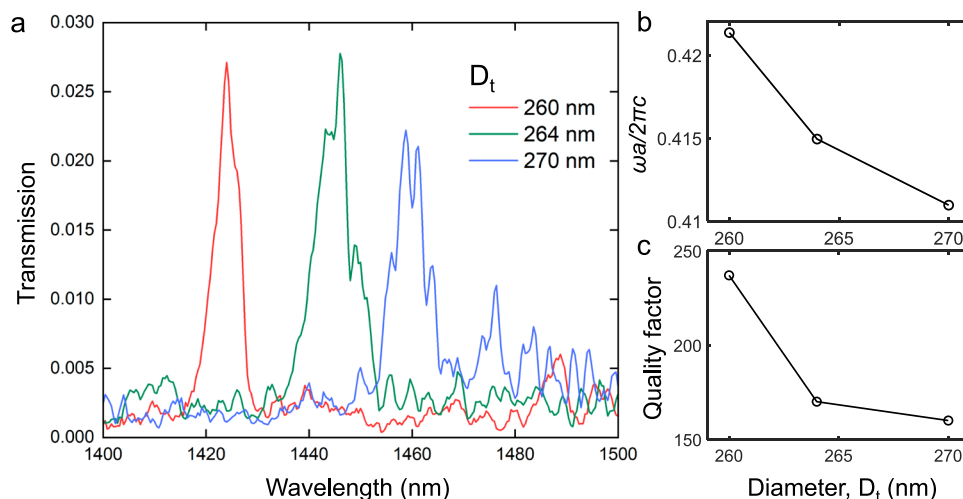 a
0.030
0.025
0.020
0.015
0.010
0.005
0.000
Transmission
1400
1420
1440
1460
1480
1500
Wavelength (nm)
Dt
260 nm
264 nm
270 nm
b
0.42
0.415
0.41
ωa/2πc
260
265
270
c
250
200
150
Quality factor
260
265
270
Diameter, Dt (nm)